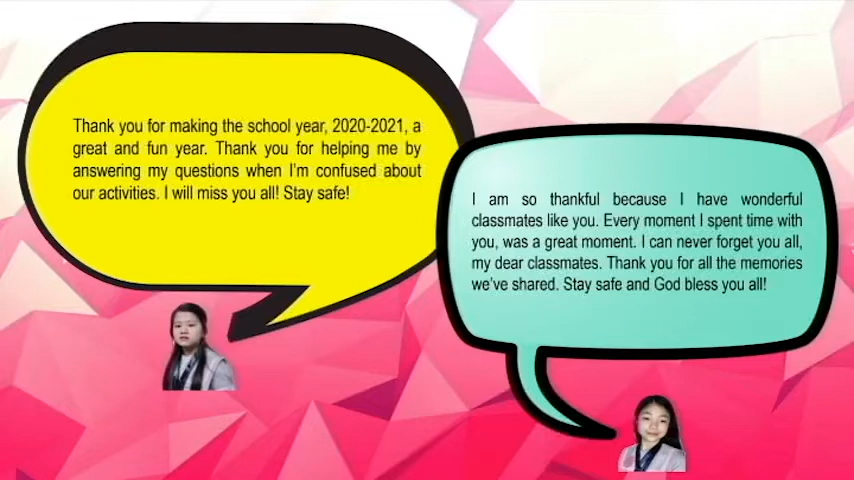 Thank you for making the school year, 2020-2021, a
great and fun year. Thank you for helping me by
answering my questions when I'm confused about
our activities. I will miss you all! Stay safe!
I am so thankful because I have wonderful
classmates like you. Every moment I spent time with
you, was a great moment. I can never forget you all,
my dear classmates. Thank you for all the memories
we've shared. Stay safe and God bless you all!